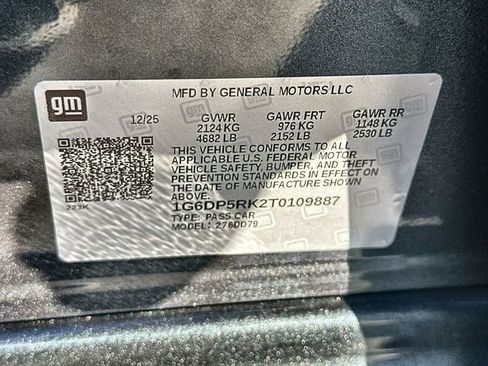 gm
MFD BY GENERAL MOTORS LLC
12/25 GVWR GAWR FRT GAWR RR
2124 KG 976 KG 1148 KG
4682 LB 2152 LB 2530 LB
THIS VEHICLE CONFORMS TO ALL
APPLICABLE U.S. FEDERAL MOTOR
VEHICLE SAFETY, BUMPER, AND THEFT
PREVENTION STANDARDS IN EFFECT ON
THE DATE OF MANUFACTURE SHOWN
ABOVE.
1G6DP5RK2T0109887
TYPE: PASS CAR
MODEL: 276DD79
223K